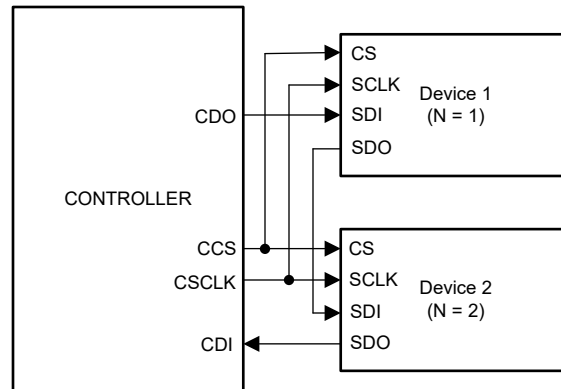 CONTROLLER
CDO
CCS
CSCLK
CDI
CS
SCLK
SDI
SDO
Device 1
(N = 1)
CS
SCLK
SDI
SDO
Device 2
(N = 2)